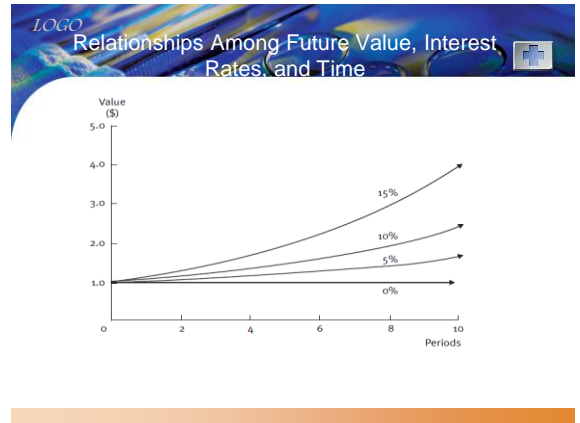 LOGO
Relationships Among Future Value, Interest
Rates, and Time
Value
($)
5.0
4.0
3.0
2.0
1.0
15%
10%
5%
0%
0 2 4 6 8 10
Periods